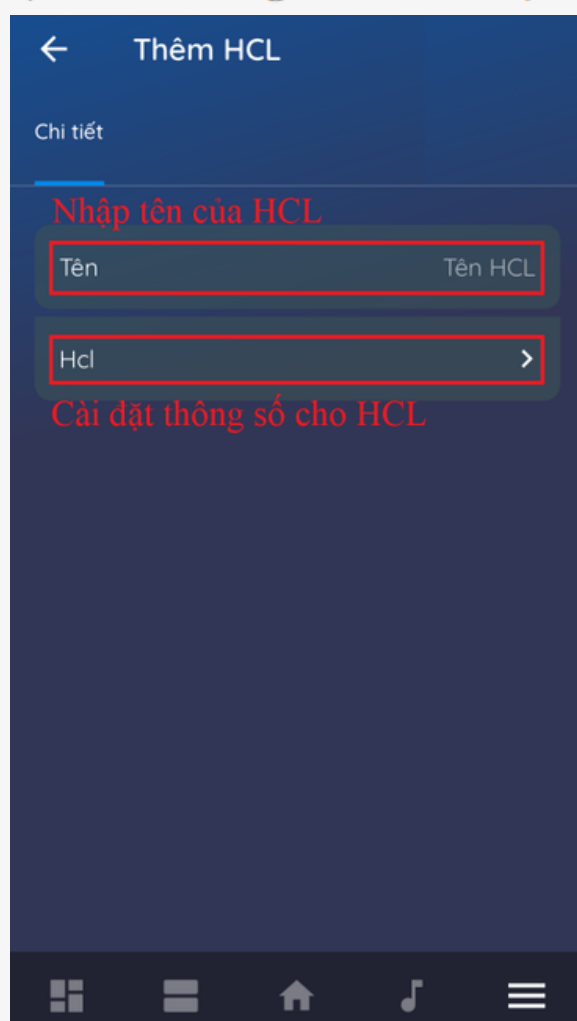 Thêm HCL
Chi tiết
Nhập tên của HCL
Tên Tên HCL
Hcl
Cài đặt thông số cho HCL